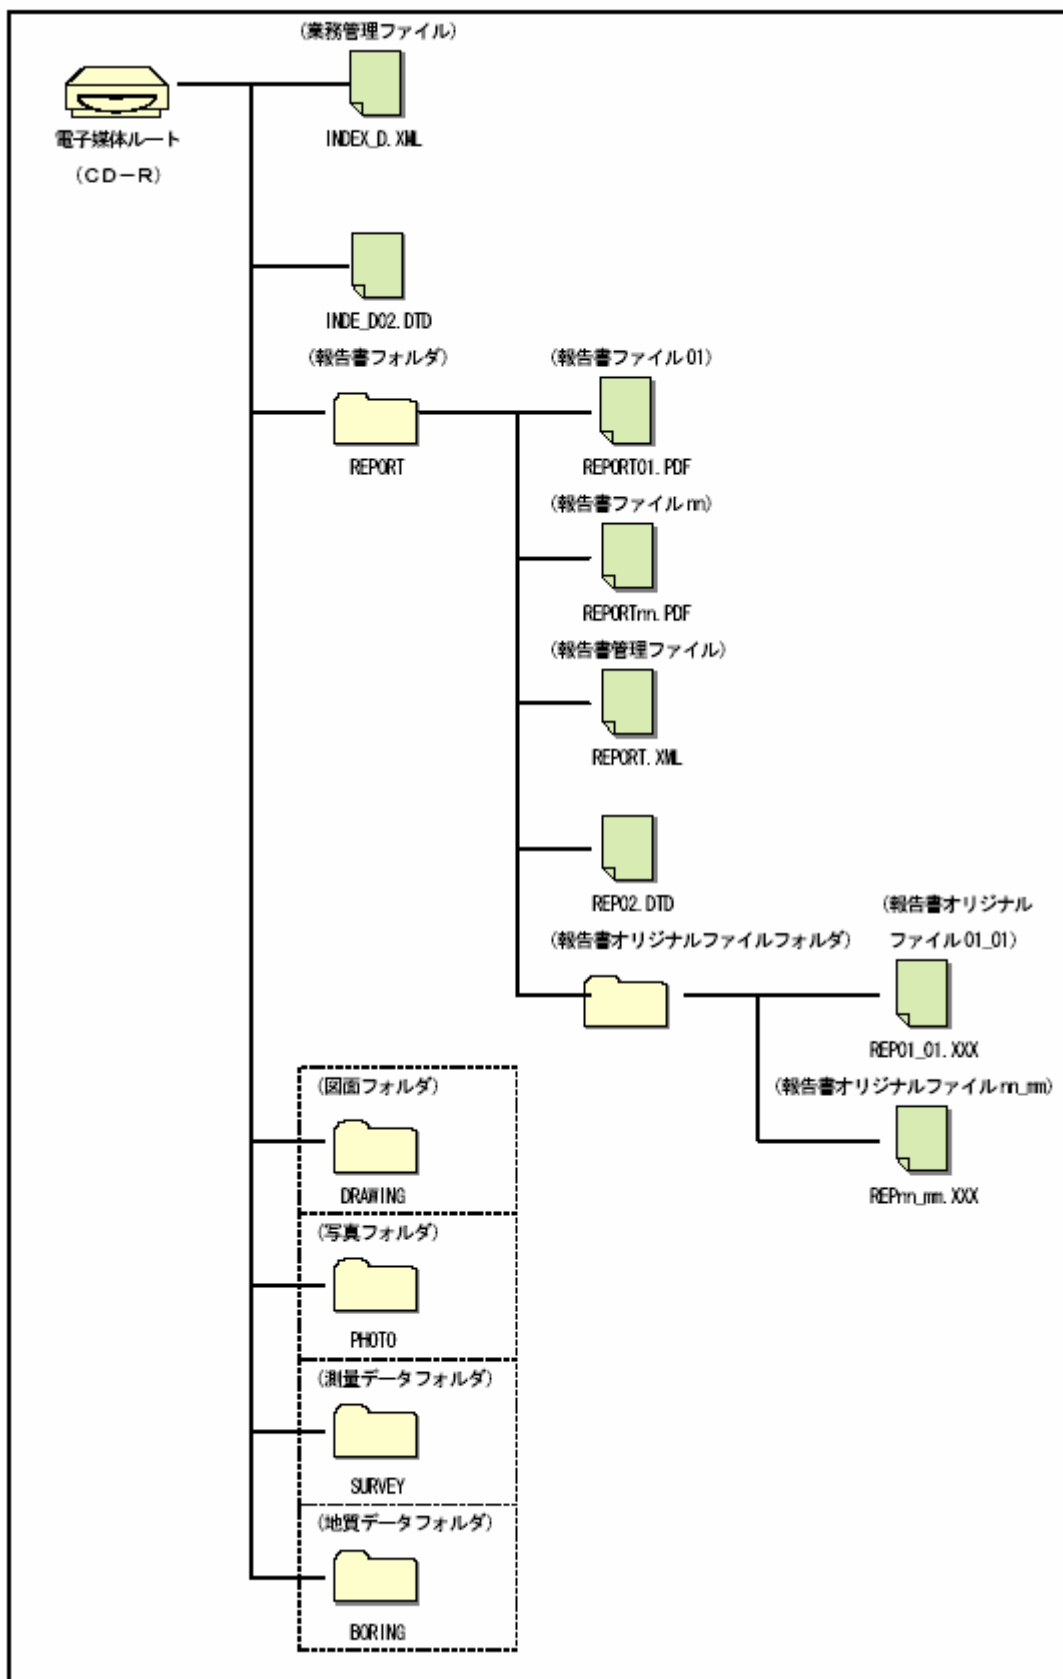 (業務管理ファイル)
電子媒体ルート
(CD-R)
INDEX_D.XML
INDE_D02.DTD
(報告書フォルダ)
REPORT
(報告書ファイル01)
REPORT01.PDF
(報告書ファイルnn)
REPORTnn.PDF
(報告書管理ファイル)
REPORT.XML
REP02.DTD
(報告書オリジナルファイルフォルダ)
(報告書オリジナル
ファイル01_01)
REP01_01.XXX
(報告書オリジナルファイルnn_mm)
REPnn_mm.XXX
(図面フォルダ)
DRAWING
(写真フォルダ)
PHOTO
(測量データフォルダ)
SURVEY
(地質データフォルダ)
BORING